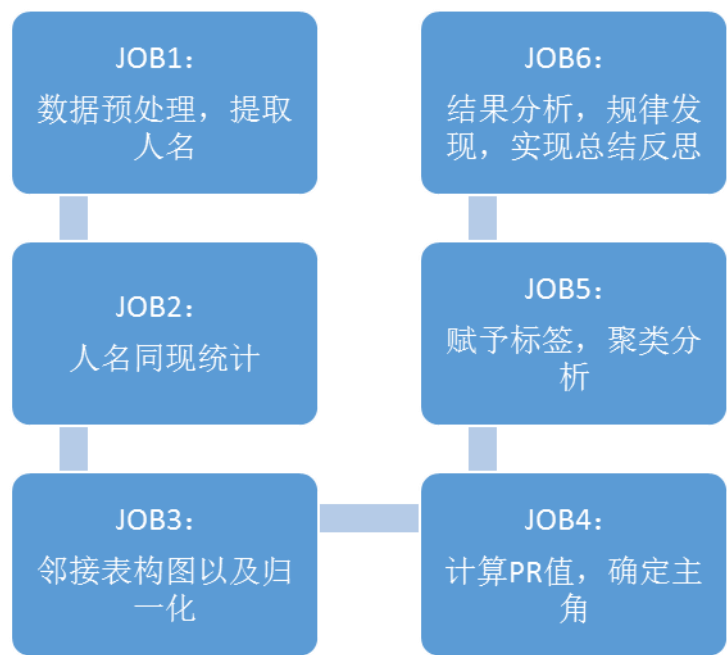 JOB1：
数据预处理，提取
人名
JOB2：
人名同现统计
JOB3：
邻接表构图以及归
一化
JOB4：
计算PR值，确定主
角
JOB5：
赋予标签，聚类分
析
JOB6：
结果分析，规律发
现，实现总结反思